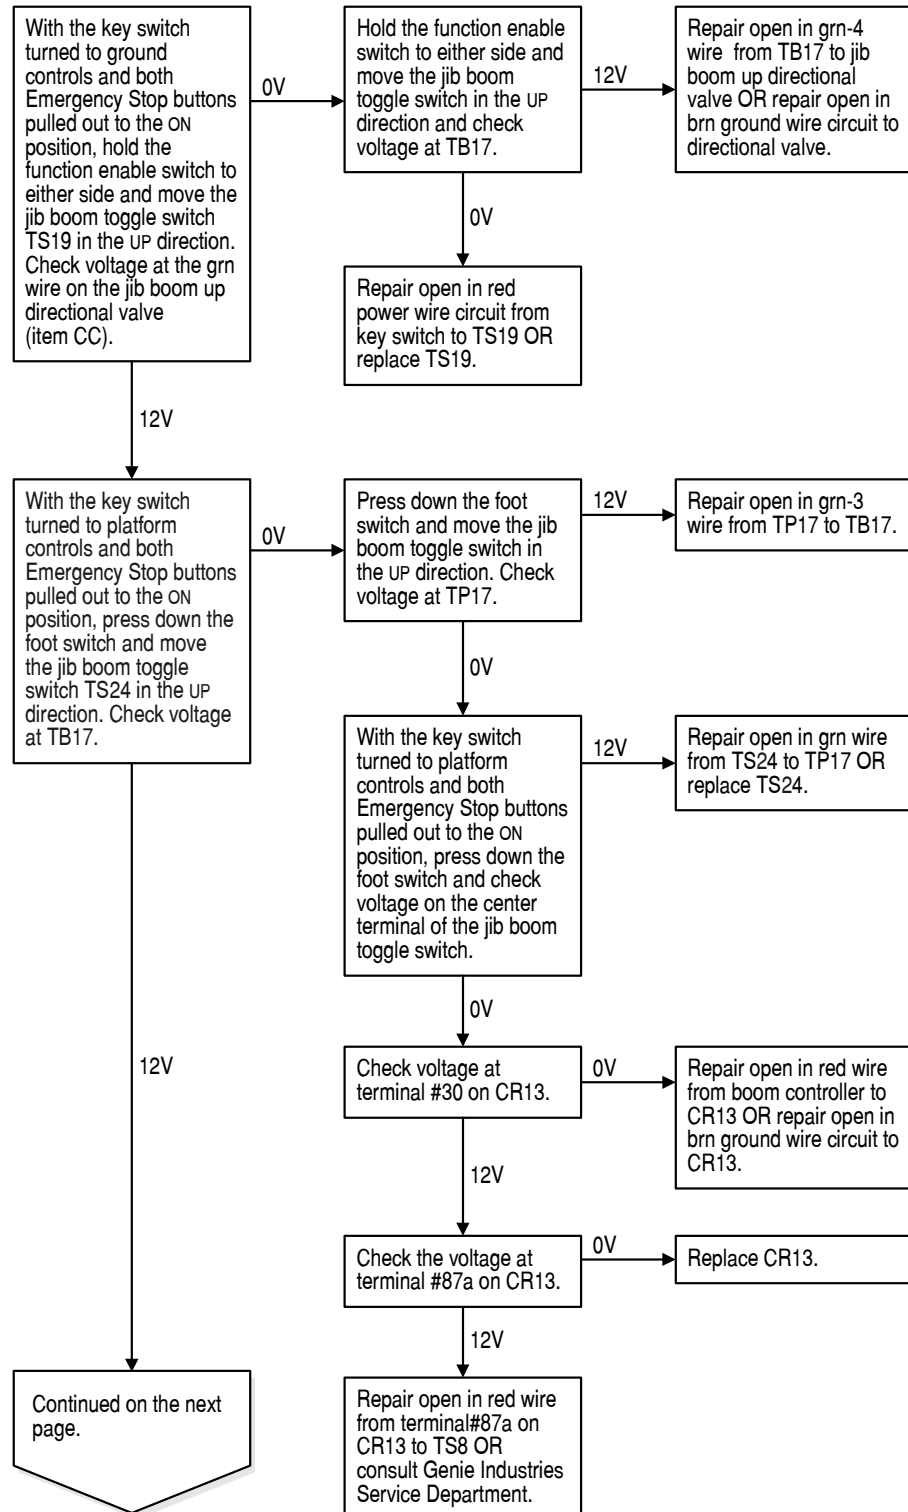 With the key switch
turned to ground
controls and both
Emergency Stop buttons
pulled out to the ON
position, hold the
function enable switch to
either side and move the
jib boom toggle switch
TS19 in the UP direction.
Check voltage at the grn
wire on the jib boom up
directional valve
(item CC).
0V
Hold the function enable
switch to either side and
move the jib boom
toggle switch in the UP
direction and check
voltage at TB17.
12V
Repair open in grn-4
wire from TB17 to jib
boom up directional
valve OR repair open in
brn ground wire circuit to
directional valve.
0V
Repair open in red
power wire circuit from
key switch to TS19 OR
replace TS19.
12V
With the key switch
turned to platform
controls and both
Emergency Stop buttons
pulled out to the ON
position, press down the
foot switch and move
the jib boom toggle
switch TS24 in the UP
direction. Check voltage
at TB17.
0V
Press down the foot
switch and move the jib
boom toggle switch in
the UP direction. Check
voltage at TP17.
12V
Repair open in grn-3
wire from TP17 to TB17.
0V
With the key switch
turned to platform
controls and both
Emergency Stop buttons
pulled out to the ON
position, press down the
foot switch and check
voltage on the center
terminal of the jib boom
toggle switch.
12V
Repair open in grn wire
from TS24 to TP17 OR
replace TS24.
0V
Check voltage at
terminal #30 on CR13.
0V
Repair open in red wire
from boom controller to
CR13 OR repair open in
brn ground wire circuit to
CR13.
12V
Check the voltage at
terminal #87a on CR13.
0V
Replace CR13.
12V
Repair open in red wire
from terminal#87a on
CR13 to TS8 OR
consult Genie Industries
Service Department.
12V
Continued on the next
page.